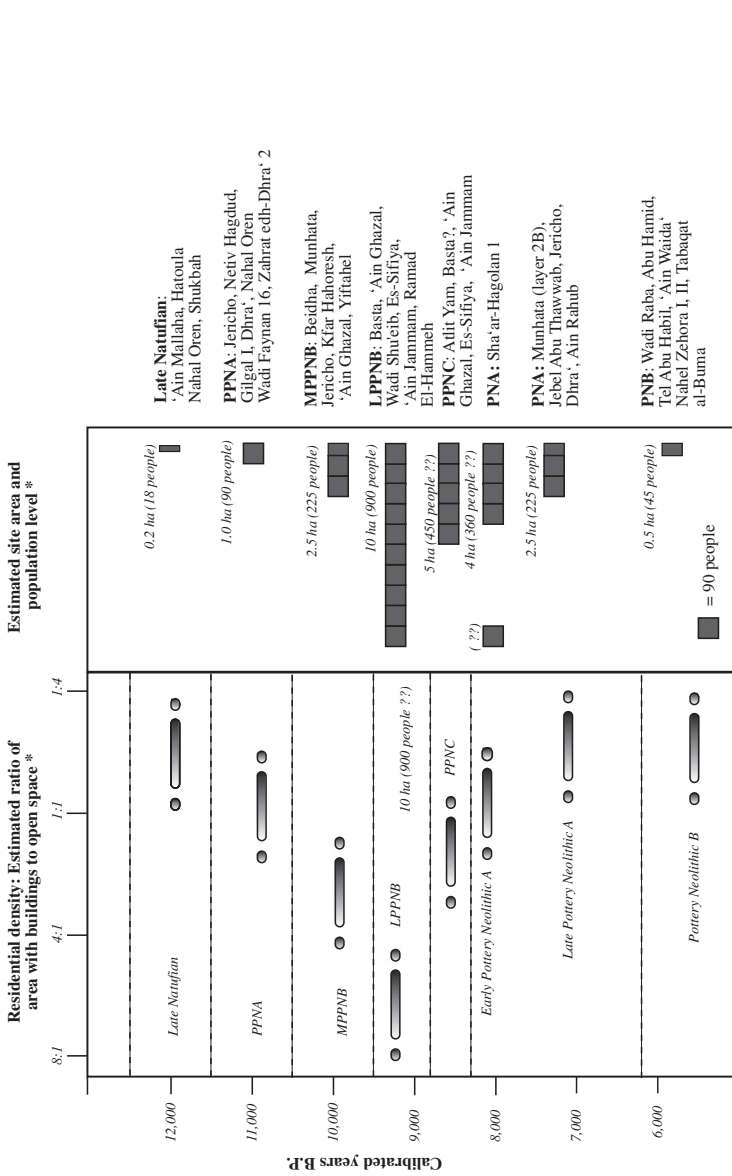 Residential density: Estimated ratio of
area with buildings to open space *
Estimated site area and
population level *
8:1
4:1
1:1
1:4
Calibrated years B.P.
12,000
11,000
10,000
9,000
8,000
7,000
6,000
Late Natufian
0.2 ha (18 people)
Late Natufian:
‘Ain Mallaha, Hatoula
Nahal Oren, Shukbah
PPNA
1.0 ha (90 people)
PPNA: Jericho, Netiv Hagdud,
Gilgal I, Dhra‘, Nahal Oren
Wadi Faynan 16, Zahrat edh-Dhra‘ 2
MPPNB
2.5 ha (225 people)
MPPNB: Beidha, Munhata,
Jericho, Kfar Hahoresh,
‘Ain Ghazal, Yiftahel
LPPNB
10 ha (900 people)
LPPNB: Basta, ‘Ain Ghazal,
Wadi Shu'eib, Es-Sifiya,
‘Ain Jammam, Ramad
El-Hammeh
10 ha (900 people ??)
PPNC
5 ha (450 people ??)
PPNC: Atlit Yam, Basta?, ‘Ain
Ghazal, Es-Sifiya, ‘Ain Jammam
Early Pottery Neolithic A
( ??)
4 ha (360 people ??)
PNA: Sha‘ar-Hagolan 1
Late Pottery Neolithic A
2.5 ha (225 people)
PNA: Munhata (layer 2B),
Jebel Abu Thawwab, Jericho,
Dhra‘, Ain Rahub
Pottery Neolithic B
0.5 ha (45 people)
PNB: Wadi Raba, Abu Hamid,
Tel Abu Habil, ‘Ain Waida‘
Nahel Zehora I, II, Tabaqat
al-Buma
= 90 people